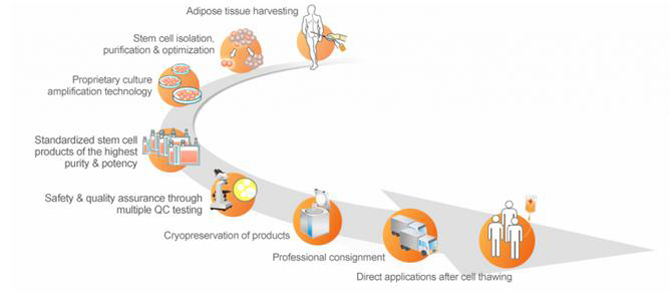 Adipose tissue harvesting
Stem cell isolation,
purification & optimization
Proprietary culture
amplification technology
Standardized stem cell
products of the highest
purity & potency
Safety & quality assurance through
multiple QC testing
Cryopreservation of products
Professional consignment
Direct applications after cell thawing